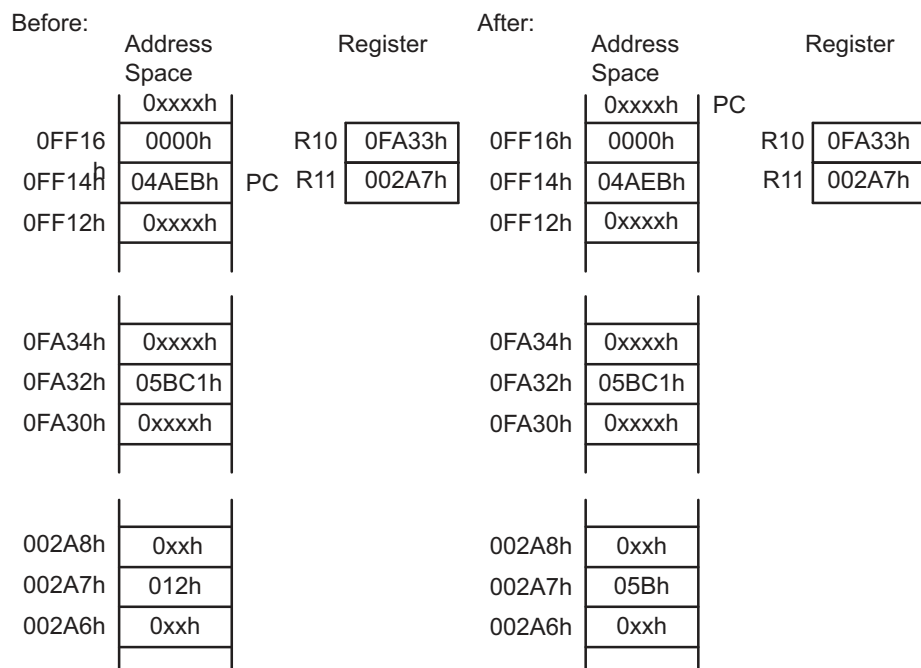 Before:
Address Space
Register
0xxxxh
0FF16h
0000h
R10
0FA33h
0FF14h
04AEBh
PC
R11
002A7h
0FF12h
0xxxxh
0FA34h
0xxxxh
0FA32h
05BC1h
0FA30h
0xxxxh
002A8h
0xxh
002A7h
012h
002A6h
0xxh
After:
Address Space
Register
0xxxxh
PC
0FF16h
0000h
R10
0FA33h
0FF14h
04AEBh
R11
002A7h
0FF12h
0xxxxh
0FA34h
0xxxxh
0FA32h
05BC1h
0FA30h
0xxxxh
002A8h
0xxh
002A7h
05Bh
002A6h
0xxh